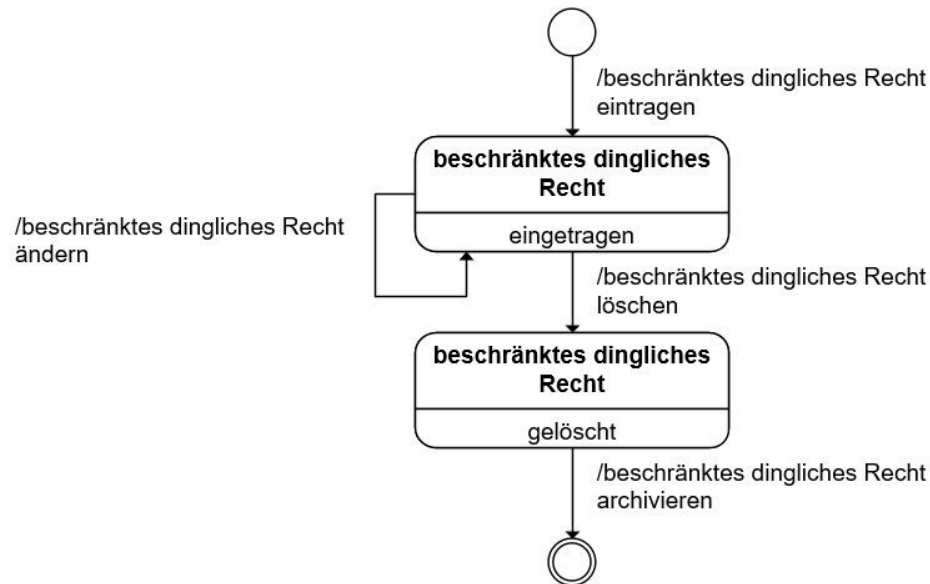 /beschränktes dingliches Recht
eintragen
beschränktes dingliches
Recht
eingetragen
/beschränktes dingliches Recht
ändern
/beschränktes dingliches Recht
löschen
beschränktes dingliches
Recht
gelöscht
/beschränktes dingliches Recht
archivieren